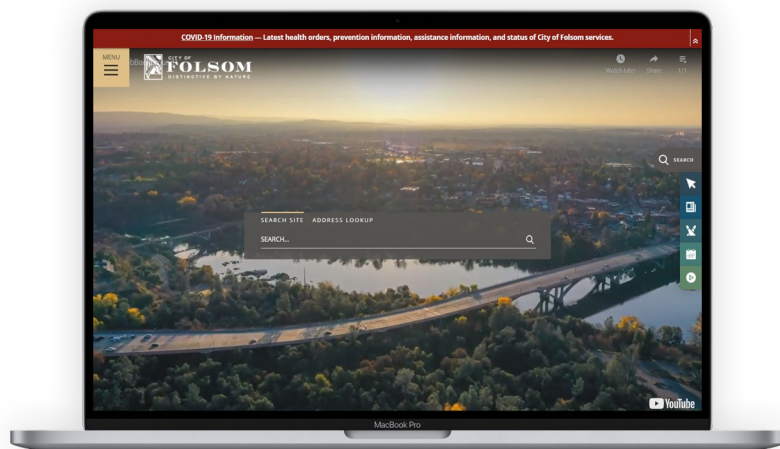 COVID-19 Information — Latest health orders, prevention information, assistance information, and status of City of Folsom services.
MENU
CITY OF
FOLSOM
DISTINCTIVE BY NATURE
Watch later
Share
1/1
SEARCH
SEARCH SITE ADDRESS LOOKUP
SEARCH...
YouTube
MacBook Pro